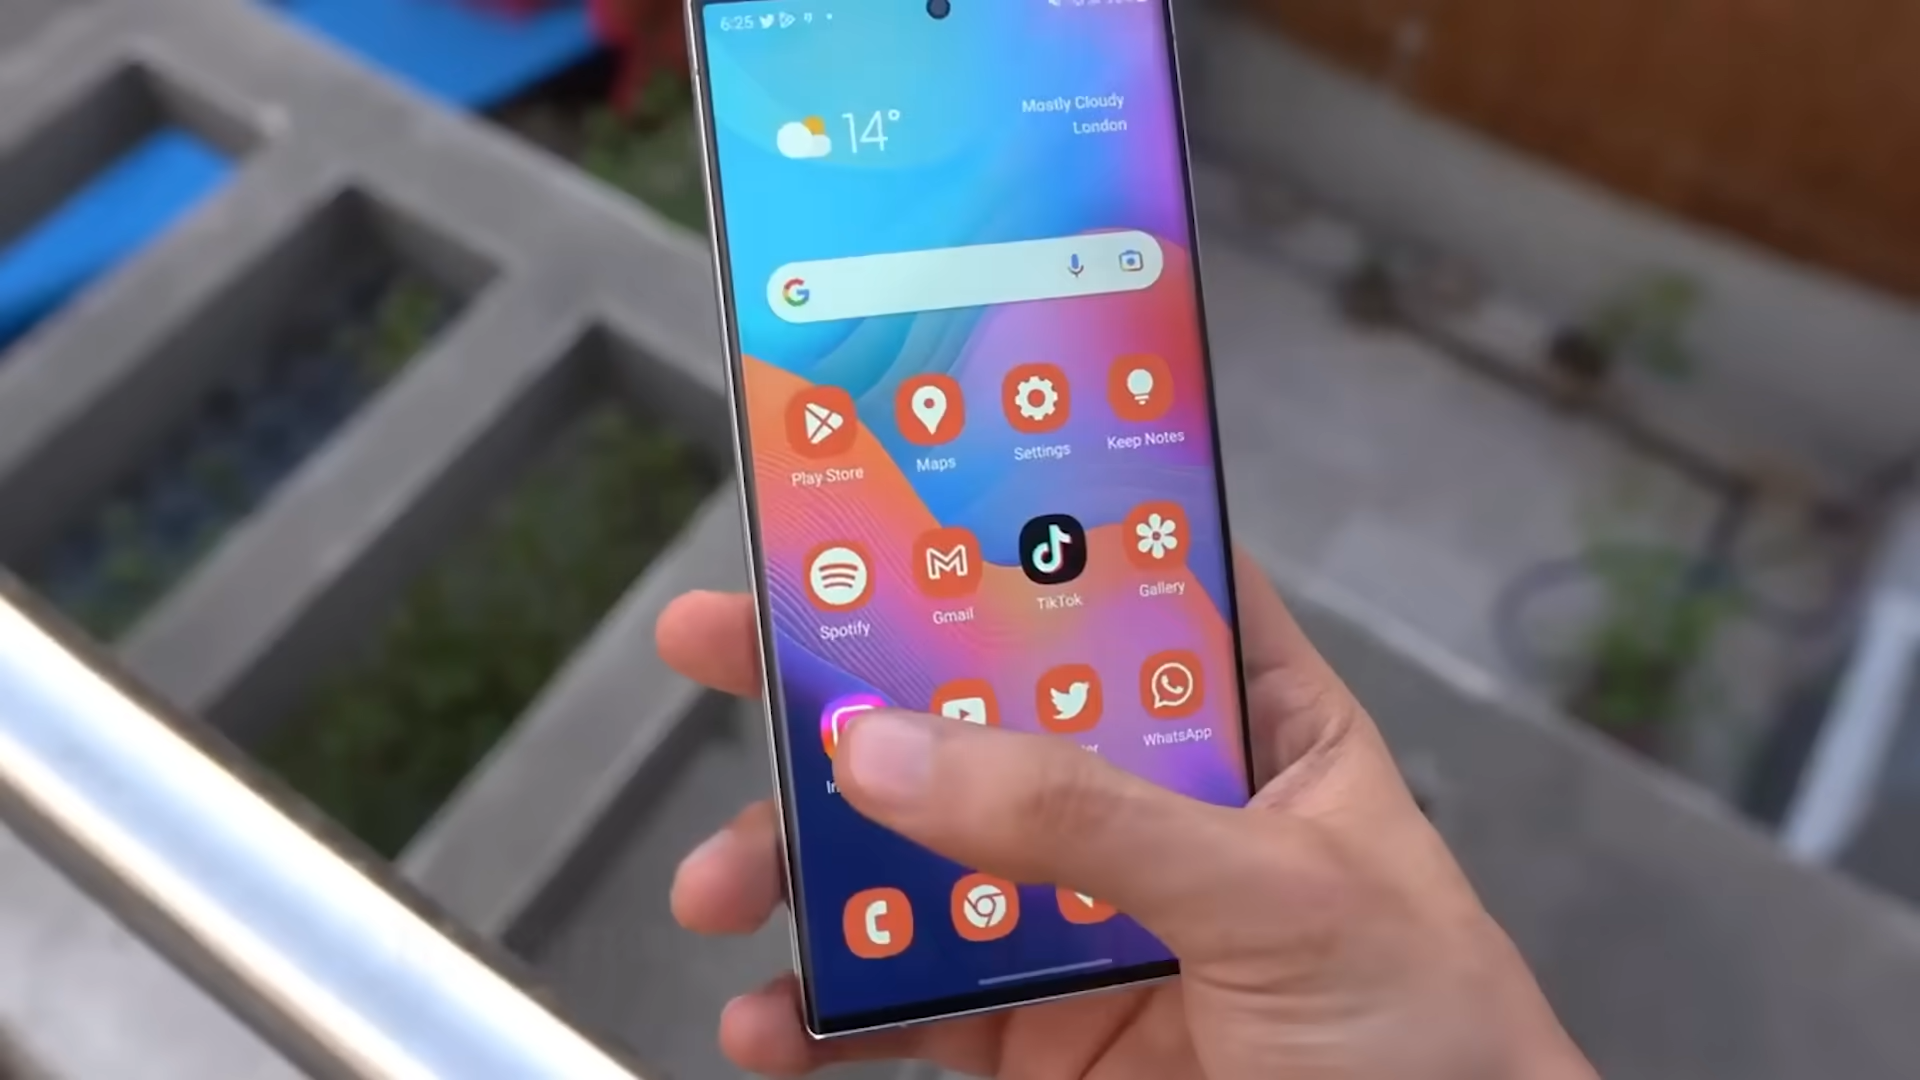 6:25
14°
Mostly Cloudy
London
Play Store
Maps
Settings
Keep Notes
Spotify
Gmail
TikTok
Gallery
WhatsApp